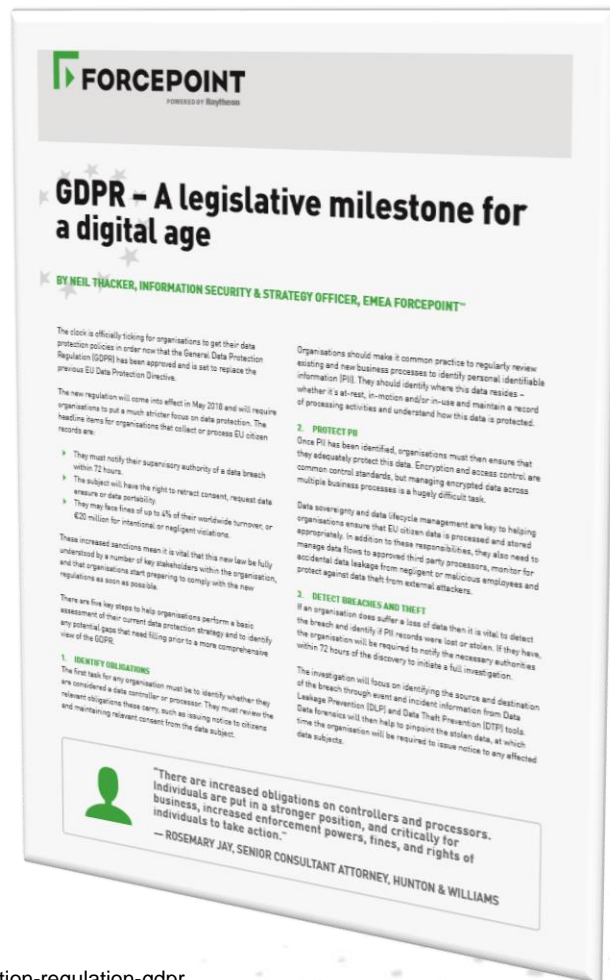 FORCEPOINT
POWERED BY Raytheon
GDPR – A legislative milestone for
a digital age
BY NEIL THACKER, INFORMATION SECURITY & STRATEGY OFFICER, EMEA FORCEPOINT™
The clock is officially ticking for organisations to get their data
protection policies in order now that the General Data Protection
Regulation (GDPR) has been approved and is set to replace the
previous EU Data Protection Directive.
The new regulation will come into effect in May 2018 and will require
organisations to put a much stricter focus on data protection. The
headline items for organisations that collect or process EU citizen
records are:
They must notify their supervisory authority of a data breach
within 72 hours.
The subject will have the right to retract consent, request data
erasure or data portability.
They may face fines of up to 4% of their worldwide turnover, or
€20 million for intentional or negligent violations.
These increased sanctions mean it is vital that this new law be fully
understood by a number of key stakeholders within the organisation,
and that organisations start preparing to comply with the new
regulations as soon as possible.
There are five key steps to help organisations perform a basic
assessment of their current data protection strategy and to identify
any potential gaps that need filling prior to a more comprehensive
view of the GDPR.
1. IDENTIFY OBLIGATIONS
The first task for any organisation must be to identify whether they
are considered a data controller or processor. They must review the
relevant obligations these carry, such as issuing notice to citizens
and maintaining relevant consent from the data subject.
Organisations should make it common practice to regularly review
existing and new business processes to identify personal identifiable
information (PII). They should identify where this data resides –
whether it's at-rest, in-motion and/or in-use and maintain a record
of processing activities and understand how this data is protected.
2. PROTECT PII
Once PII has been identified, organisations must then ensure that
they adequately protect this data. Encryption and access control are
common control standards, but managing encrypted data across
multiple business processes is a hugely difficult task.
Data sovereignty and data lifecycle management are key to helping
organisations ensure that EU citizen data is processed and stored
appropriately. In addition to these responsibilities, they also need to
manage data flows to approved third party processors, monitor for
accidental data leakage from negligent or malicious employees and
protect against data theft from external attackers.
3. DETECT BREACHES AND THEFT
If an organisation does suffer a loss of data then it is vital to detect
the breach and identify if PII records were lost or stolen. If they have,
the organisation will be required to notify the necessary authorities
within 72 hours of the discovery to initiate a full investigation.
The investigation will focus on identifying the source and destination
of the breach through event and incident information from Data
Leakage Prevention (DLP) and Data Theft Prevention (DTP) tools.
Data forensics will then help to pinpoint the stolen data, at which
time the organisation will be required to issue notice to any affected
data subjects.
"There are increased obligations on controllers and processors.
Individuals are put in a stronger position, and critically for
business, increased enforcement powers, fines, and rights of
individuals to take action."
— ROSEMARY JAY, SENIOR CONSULTANT ATTORNEY, HUNTON & WILLIAMS
tion-regulation-gdpr